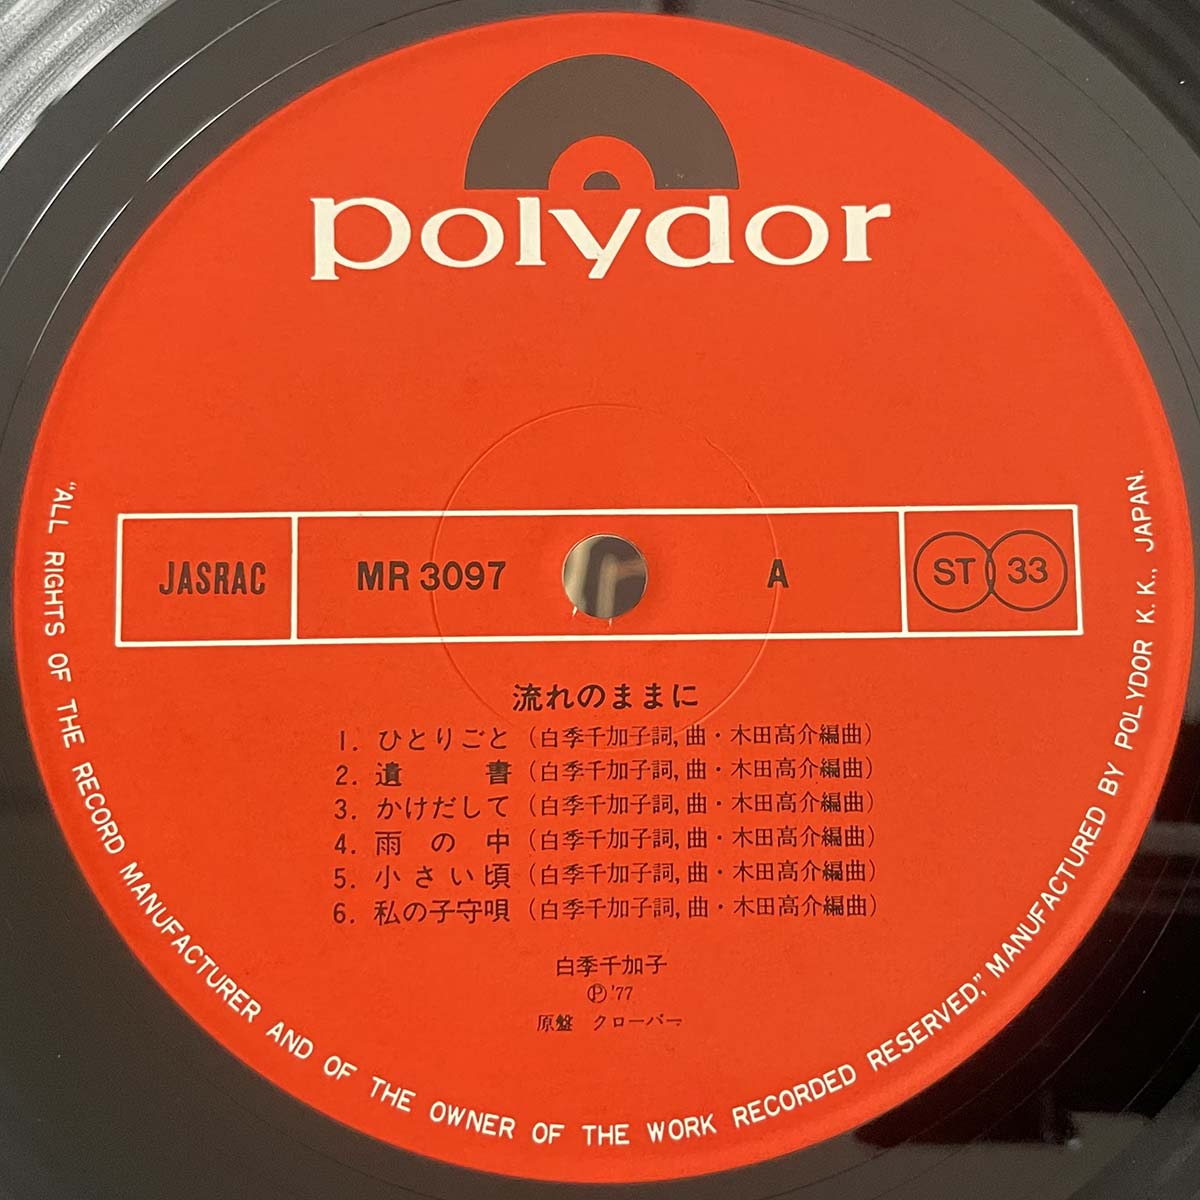 polydor
JASRAC MR 3097 A ST 33
流れのままに
1. ひとりごと (白季千加子詞, 曲・木田高介編曲)
2. 遺書 (白季千加子詞, 曲・木田高介編曲)
3. かけだして (白季千加子詞, 曲・木田高介編曲)
4. 雨の中 (白季千加子詞, 曲・木田高介編曲)
5. 小さい頃 (白季千加子詞, 曲・木田高介編曲)
6. 私の子守唄 (白季千加子詞, 曲・木田高介編曲)
白季千加子
Ⓟ'77
原盤 クローバー
"ALL RIGHTS OF THE RECORD MANUFACTURER AND OF THE OWNER OF THE WORK RECORDED RESERVED," MANUFACTURED BY POLYDOR K.K., JAPAN.